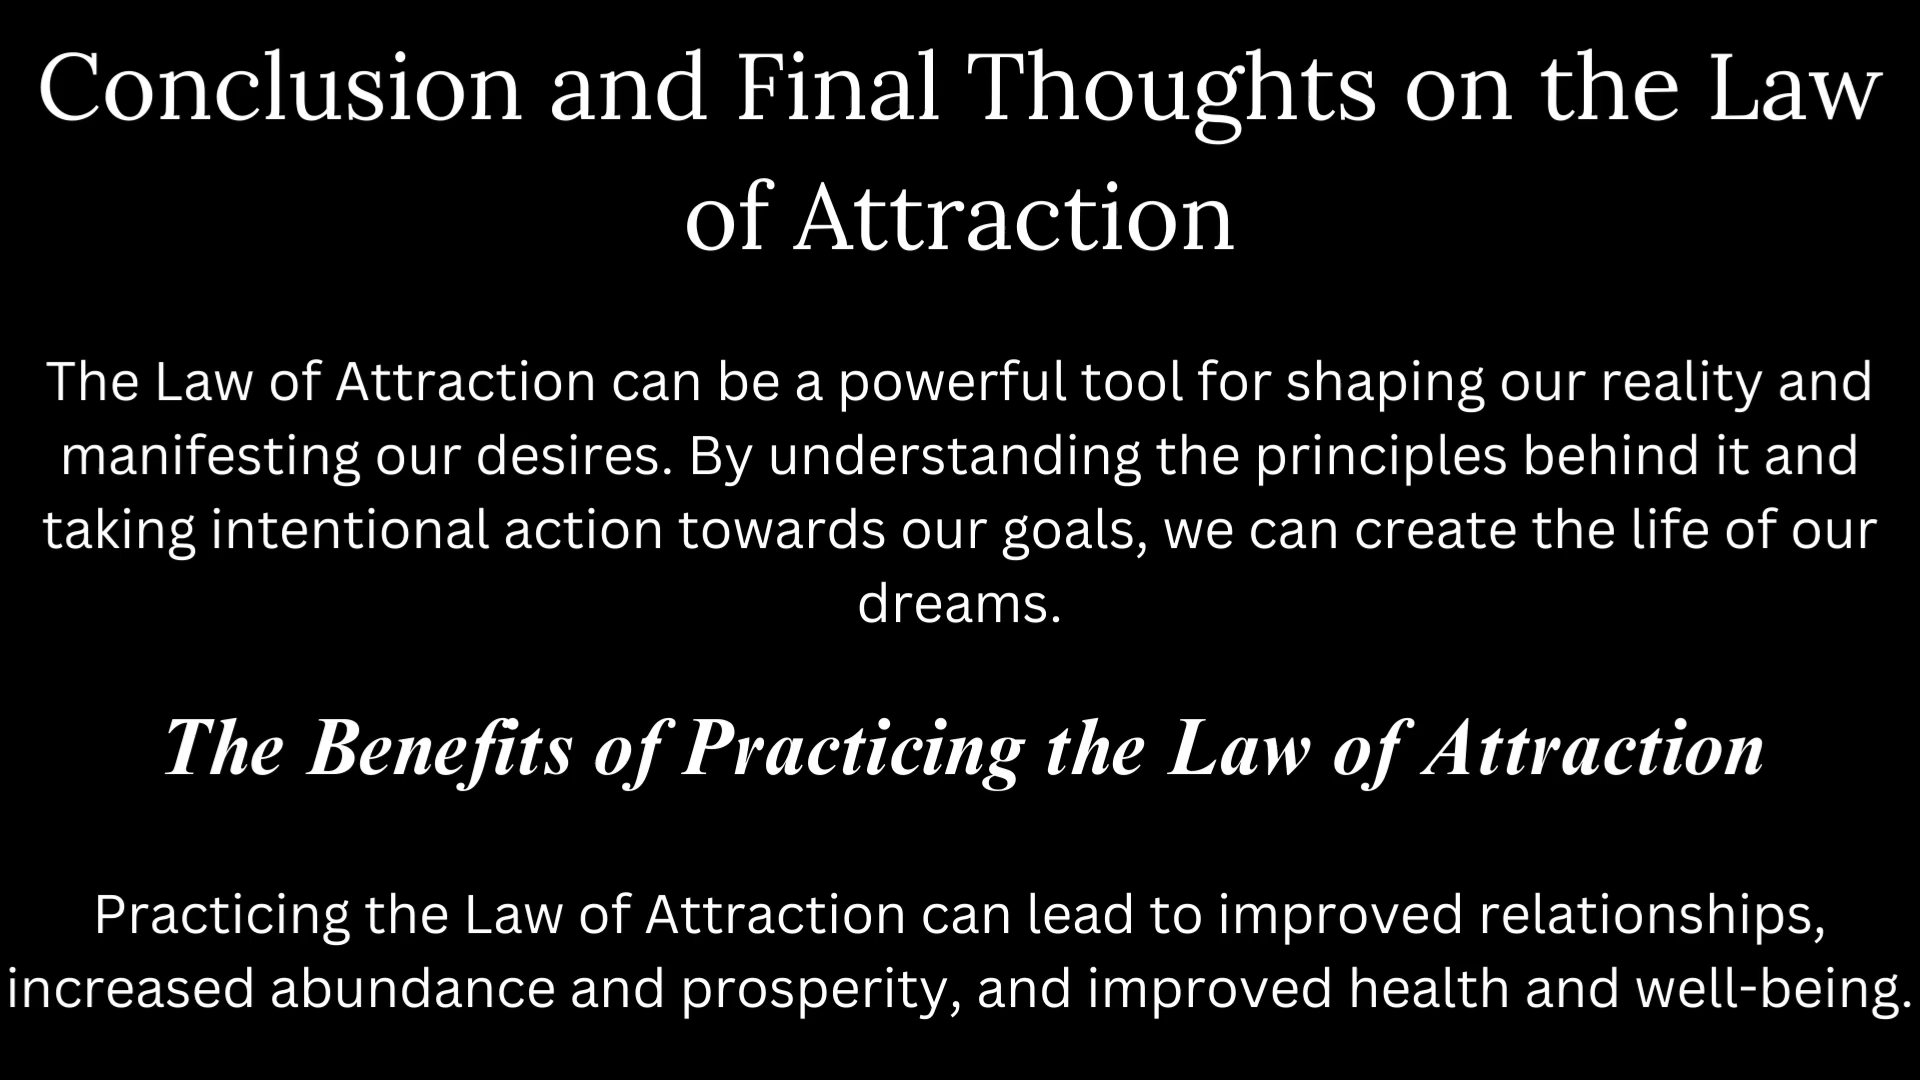 Conclusion and Final Thoughts on the Law
of Attraction
The Law of Attraction can be a powerful tool for shaping our reality and
manifesting our desires. By understanding the principles behind it and
taking intentional action towards our goals, we can create the life of our
dreams.
The Benefits of Practicing the Law of Attraction
Practicing the Law of Attraction can lead to improved relationships,
increased abundance and prosperity, and improved health and well-being.